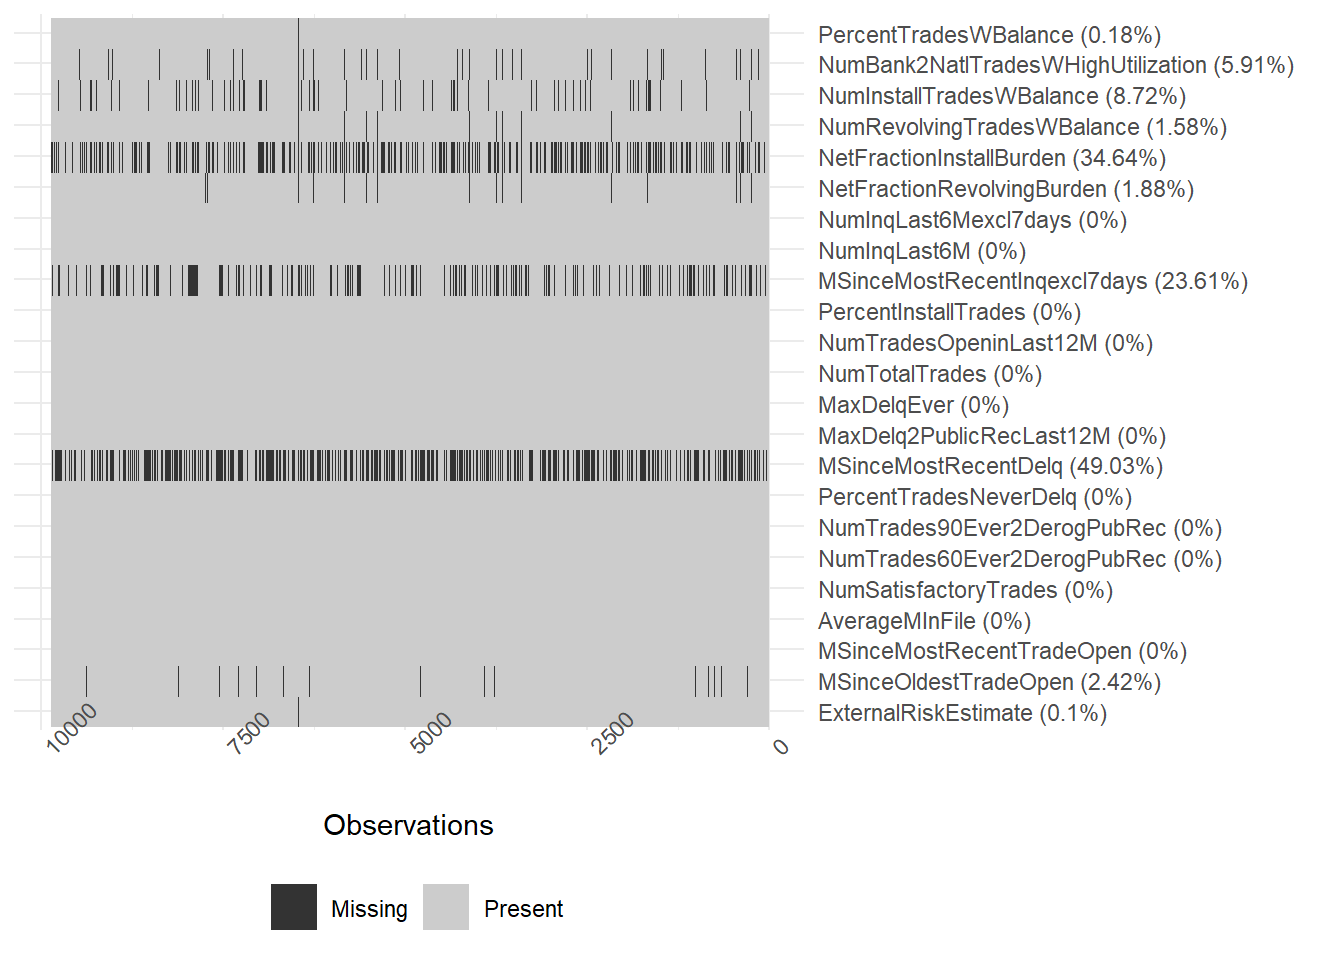 PercentTradesWBalance (0.18%)
NumBank2NatlTradesWHighUtilization (5.91%)
NumInstallTradesWBalance (8.72%)
NumRevolvingTradesWBalance (1.58%)
NetFractionInstallBurden (34.64%)
NetFractionRevolvingBurden (1.88%)
NumInqLast6Mexcl7days (0%)
NumInqLast6M (0%)
MSinceMostRecentInqexcl7days (23.61%)
PercentInstallTrades (0%)
NumTradesOpeninLast12M (0%)
NumTotalTrades (0%)
MaxDelqEver (0%)
MaxDelq2PublicRecLast12M (0%)
MSinceMostRecentDelq (49.03%)
PercentTradesNeverDelq (0%)
NumTrades90Ever2DerogPubRec (0%)
NumTrades60Ever2DerogPubRec (0%)
NumSatisfactoryTrades (0%)
AverageMInFile (0%)
MSinceMostRecentTradeOpen (0%)
MSinceOldestTradeOpen (2.42%)
ExternalRiskEstimate (0.1%)
10000 7500 5000 2500 0
Observations
Missing Present